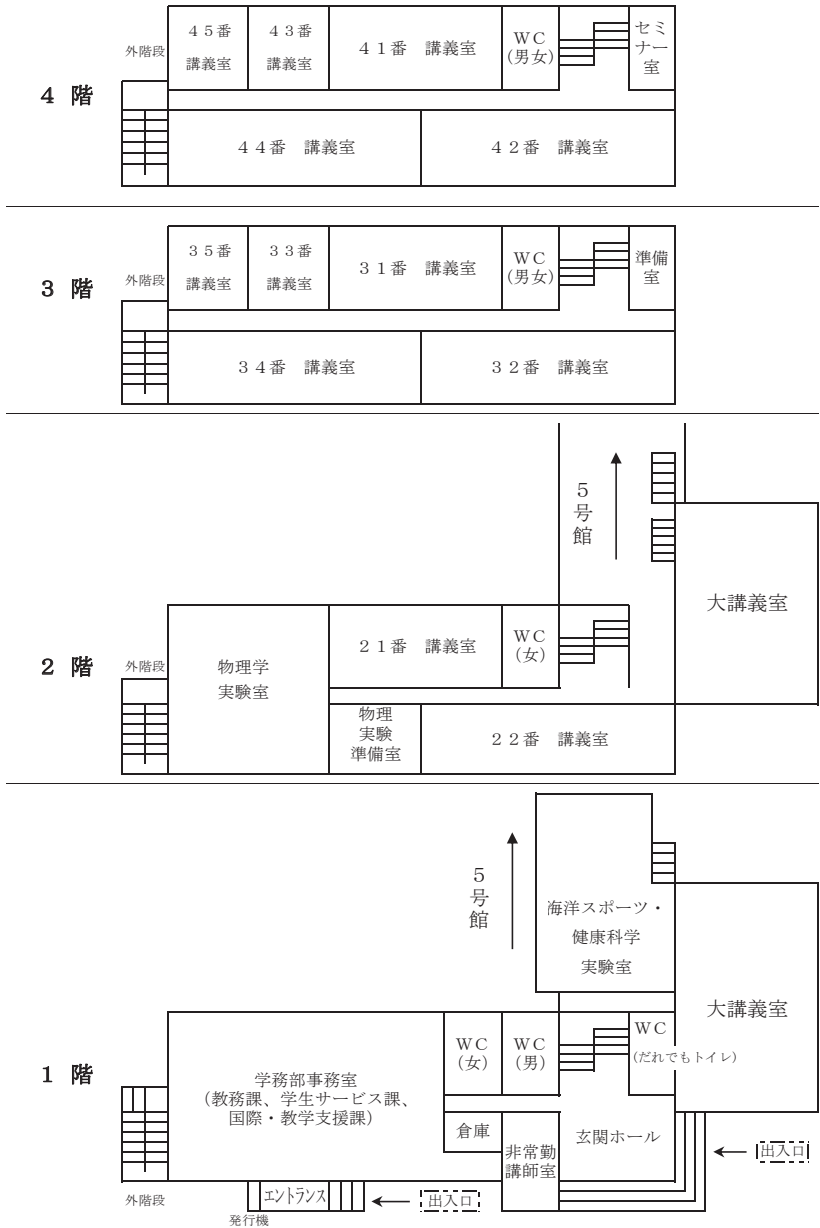 ４５番
講義室
４３番
講義室
４１番　講義室
ＷＣ
(男女)
セミ
ナー
室
外階段
４ 階
４４番　講義室
４２番　講義室
３５番
講義室
３３番
講義室
３１番　講義室
ＷＣ
(男女)
準備
室
外階段
３ 階
３４番　講義室
３２番　講義室
５
号
館
大講義室
２ 階
外階段
物理学
実験室
２１番　講義室
ＷＣ
(女)
物理
実験
準備室
２２番　講義室
５
号
館
海洋スポーツ・
健康科学
実験室
大講義室
１ 階
学務部事務室
(教務課、学生サービス課、
国際・教学支援課)
ＷＣ
(女)
ＷＣ
(男)
ＷＣ
(だれでもトイレ)
倉庫
非常勤
講師室
玄関ホール
出入口
外階段
エントランス
出入口
発行機